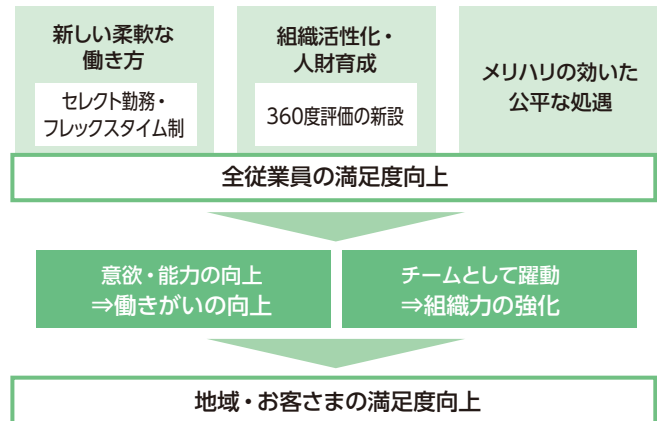 新しい柔軟な
働き方
セレクト勤務・
フレックスタイム制
組織活性化・
人財育成
360度評価の新設
メリハリの効いた
公平な処遇
全従業員の満足度向上
意欲・能力の向上
⇒働きがいの向上
チームとして躍動
⇒組織力の強化
地域・お客さまの満足度向上